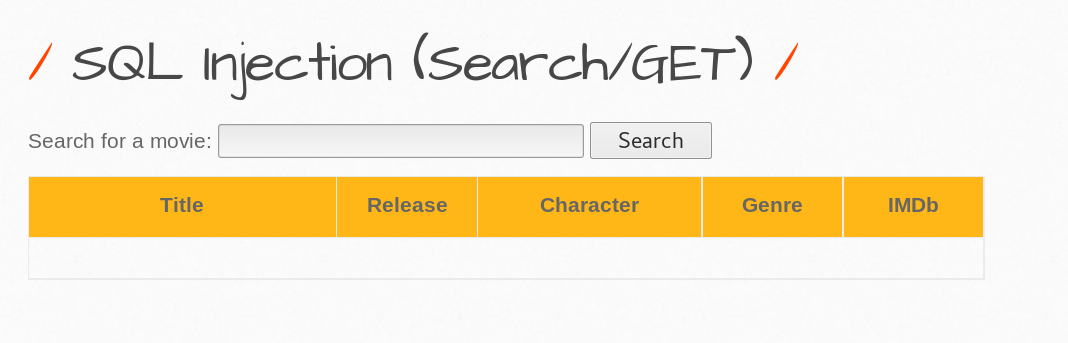 / SQL Injection (Search/GET) /
Search for a movie: Search
Title Release Character Genre IMDb